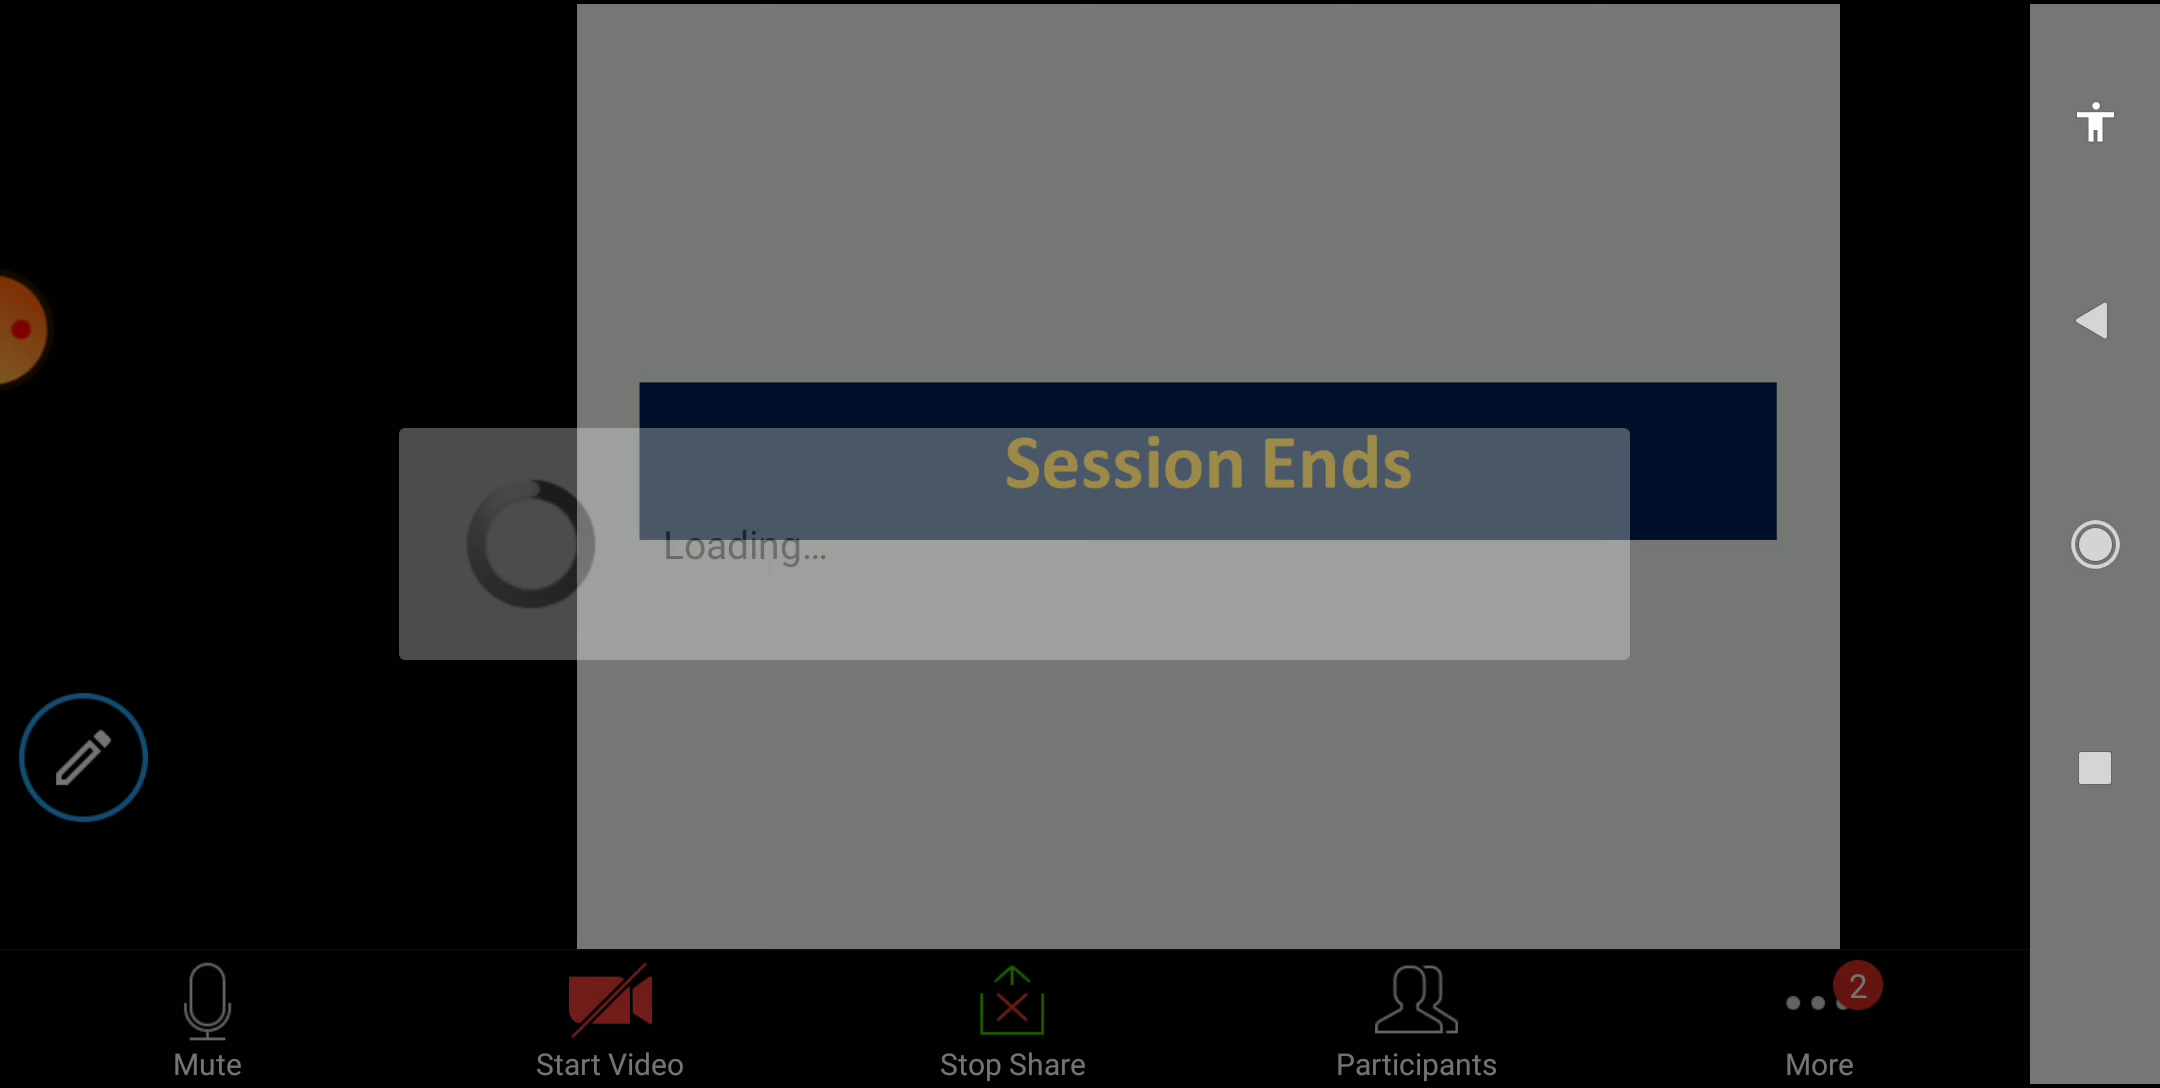 Session Ends
Loading...
Mute
Start Video
Stop Share
Participants
2
More